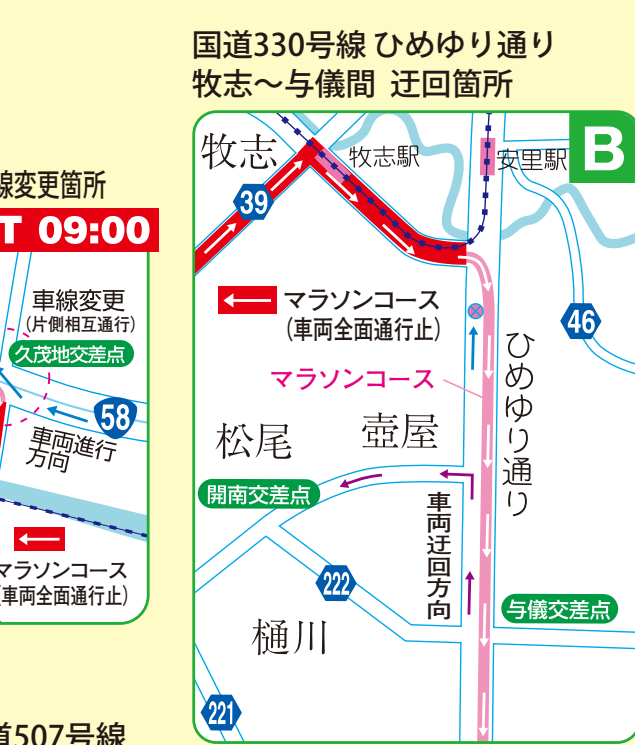 国道330号線 ひめゆり通り
牧志～与儀間 迂回箇所
線変更箇所
T 09:00
車線変更
(片側相互通行)
久茂地交差点
58
車両進行
方向
マラソンコース
(車両全面通行止)
道507号線
B
牧志
牧志駅
安里駅
39
46
マラソンコース
(車両全面通行止)
マラソンコース
ひめゆり通り
松尾
壺屋
開南交差点
車両迂回方向
222
与儀交差点
樋川
221